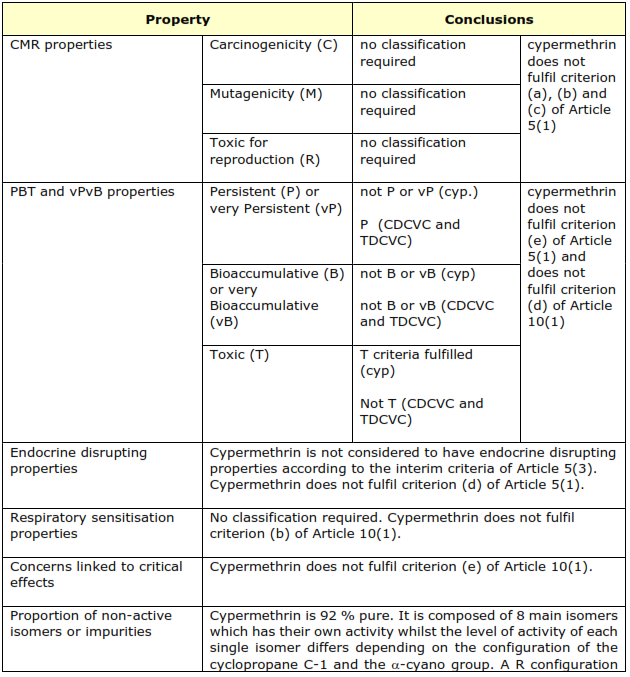 Property
Conclusions
CMR properties
Carcinogenicity (C)
no classification
required
cypermethrin
does not
fulfil criterion
(a), (b) and
(c) of Article
5(1)
Mutagenicity (M)
no classification
required
Toxic for
reproduction (R)
no classification
required
PBT and vPvB properties
Persistent (P) or
very Persistent (vP)
not P or vP (cyp.)
P (CDCVC and
TDCVC)
cypermethrin
does not
fulfil criterion
(e) of Article
5(1) and
does not
fulfil criterion
(d) of Article
10(1)
Bioaccumulative (B)
or very
Bioaccumulative
(vB)
not B or vB (cyp)
not B or vB (CDCVC
and TDCVC)
Toxic (T)
T criteria fulfilled
(cyp)
Not T (CDCVC and
TDCVC)
Endocrine disrupting
properties
Cypermethrin is not considered to have endocrine disrupting
properties according to the interim criteria of Article 5(3).
Cypermethrin does not fulfil criterion (d) of Article 5(1).
Respiratory sensitisation
properties
No classification required. Cypermethrin does not fulfil
criterion (b) of Article 10(1).
Concerns linked to critical
effects
Cypermethrin does not fulfil criterion (e) of Article 10(1).
Proportion of non-active
isomers or impurities
Cypermethrin is 92 % pure. It is composed of 8 main isomers
which has their own activity whilst the level of activity of each
single isomer differs depending on the configuration of the
cyclopropane C-1 and the α-cyano group. A R configuration